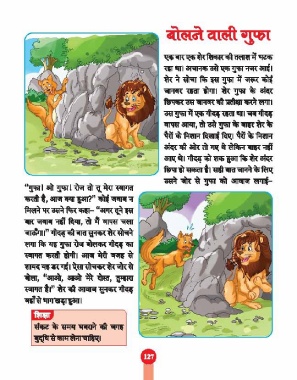 बोलने वाली गुफा
एक बार एक शेर शिकार की तलाश में भटक
रहा था। अचानक उसे एक गुफा नजर आई।
शेर ने सोचा कि इस गुफा में जरूर कोई
जानवर रहता होगा। शेर गुफा के अंदर
छिपकर उस जानवर की प्रतीक्षा करने लगा।
उस गुफा में एक गीदड़ रहता था। जब गीदड़
वापस आया, तो उसे गुफा के बाहर शेर के
पैरों के निशान दिखाई दिए। पैरों के निशान
अंदर की ओर तो गए थे लेकिन बाहर नहीं
आए थे। गीदड़ को शक हुआ कि शेर अंदर
छिपा हो सकता है। सही बात जानने के लिए
उसने जोर से गुफा को आवाज लगाई–
"गुफा! ओ गुफा! रोज तो तू मेरा स्वागत
करती है, आज क्या हुआ?" कोई जवाब न
मिलने पर उसने फिर कहा– "अगर तूने इस
बार जवाब नहीं दिया, तो मैं वापस चला
जाऊँगा।" गीदड़ की बात सुनकर शेर सोचने
लगा कि यह गुफा रोज बोलकर गीदड़ का
स्वागत करती होगी। आज मेरी वजह से
शायद यह डर गई। ऐसा सोचकर शेर जोर से
बोला, "आओ, आओ मेरे दोस्त, तुम्हारा
स्वागत है।" शेर की आवाज सुनकर गीदड़
वहाँ से भाग खड़ा हुआ।
शिक्षा
संकट के समय घबराने की जगह
बुद्धि से काम लेना चाहिए।
127